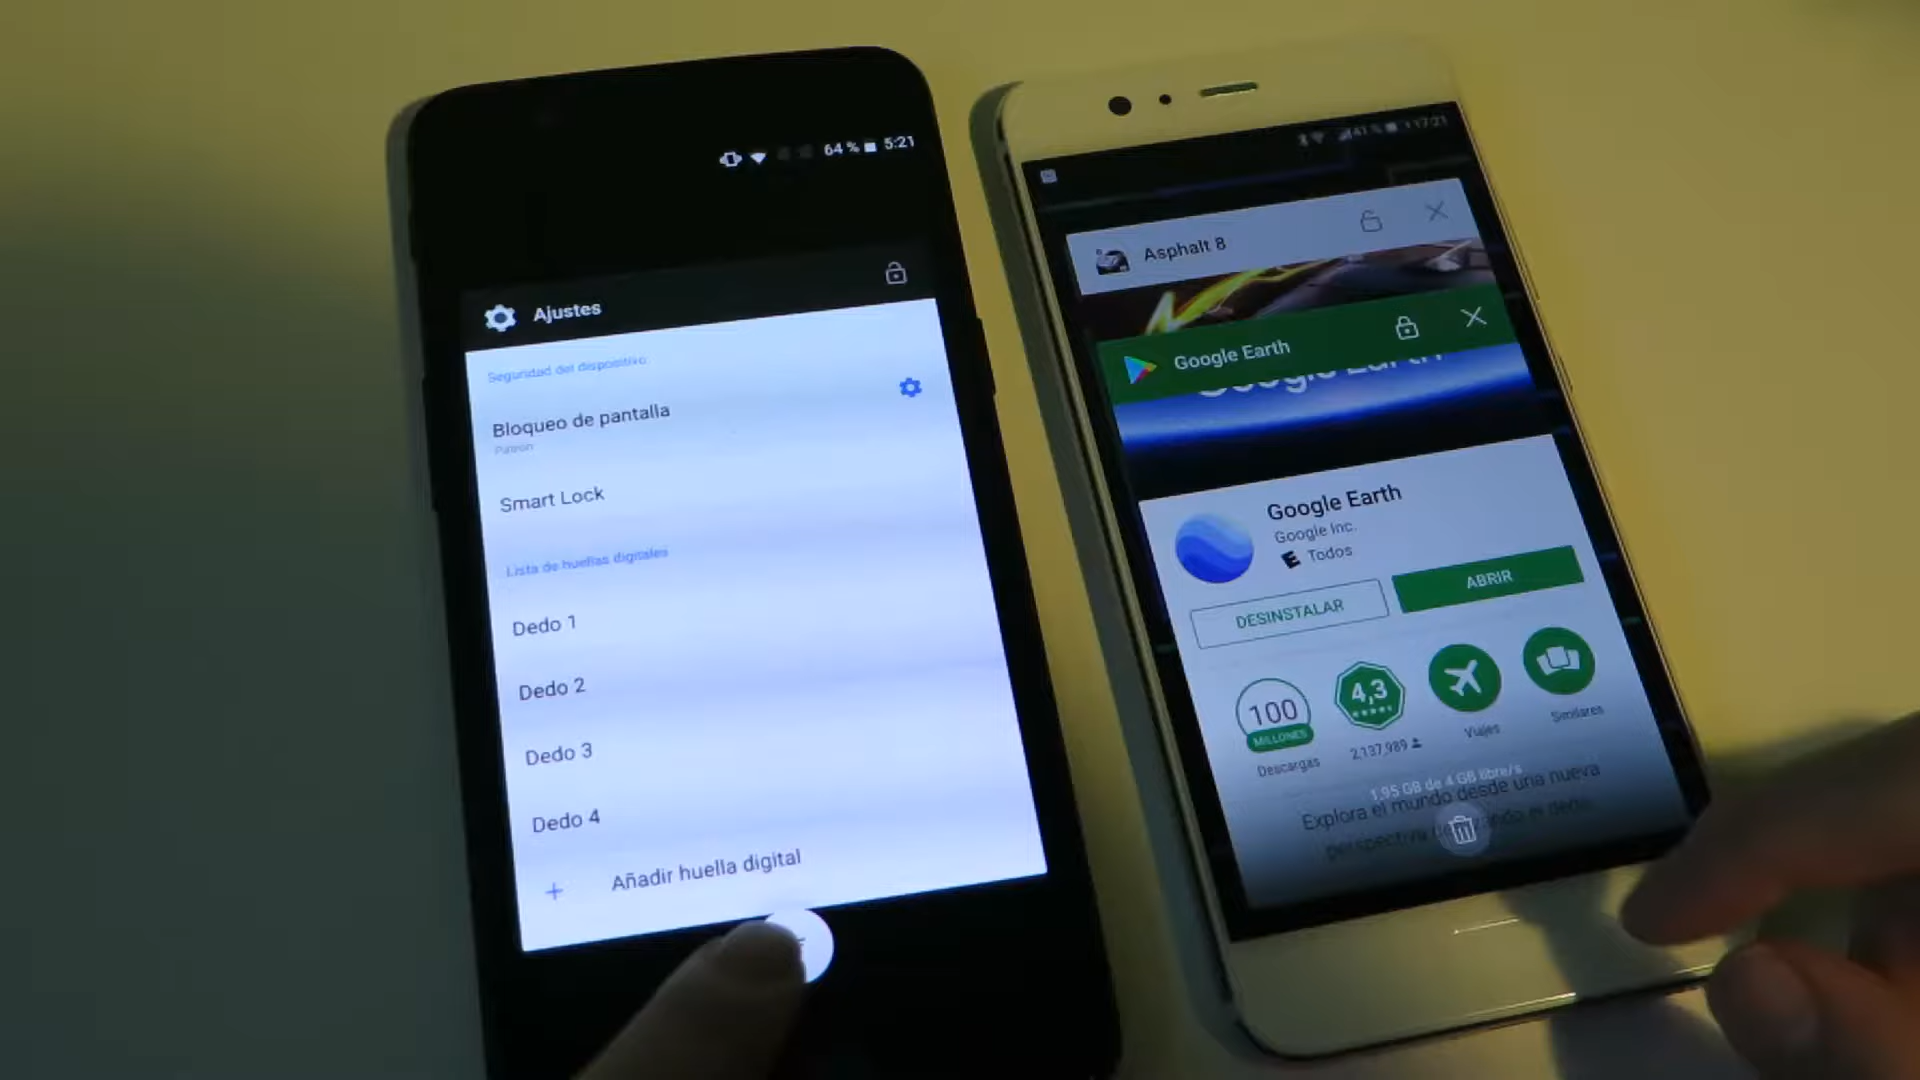 64 % 5:21
Ajustes
Seguridad del dispositivo
Bloqueo de pantalla
Patrón
Smart Lock
Lista de huellas digitales
Dedo 1
Dedo 2
Dedo 3
Dedo 4
+ Añadir huella digital
41 % 17:21
Asphalt 8
Google Earth
Google Earth
Google Earth
Google Inc.
E Todos
DESINSTALAR
ABRIR
100
MILLONES
Descargas
4,3
2,137,989
Viajes
Similares
1,95 GB de 4 GB libre/s
Explora el mundo desde una nueva
perspectiva